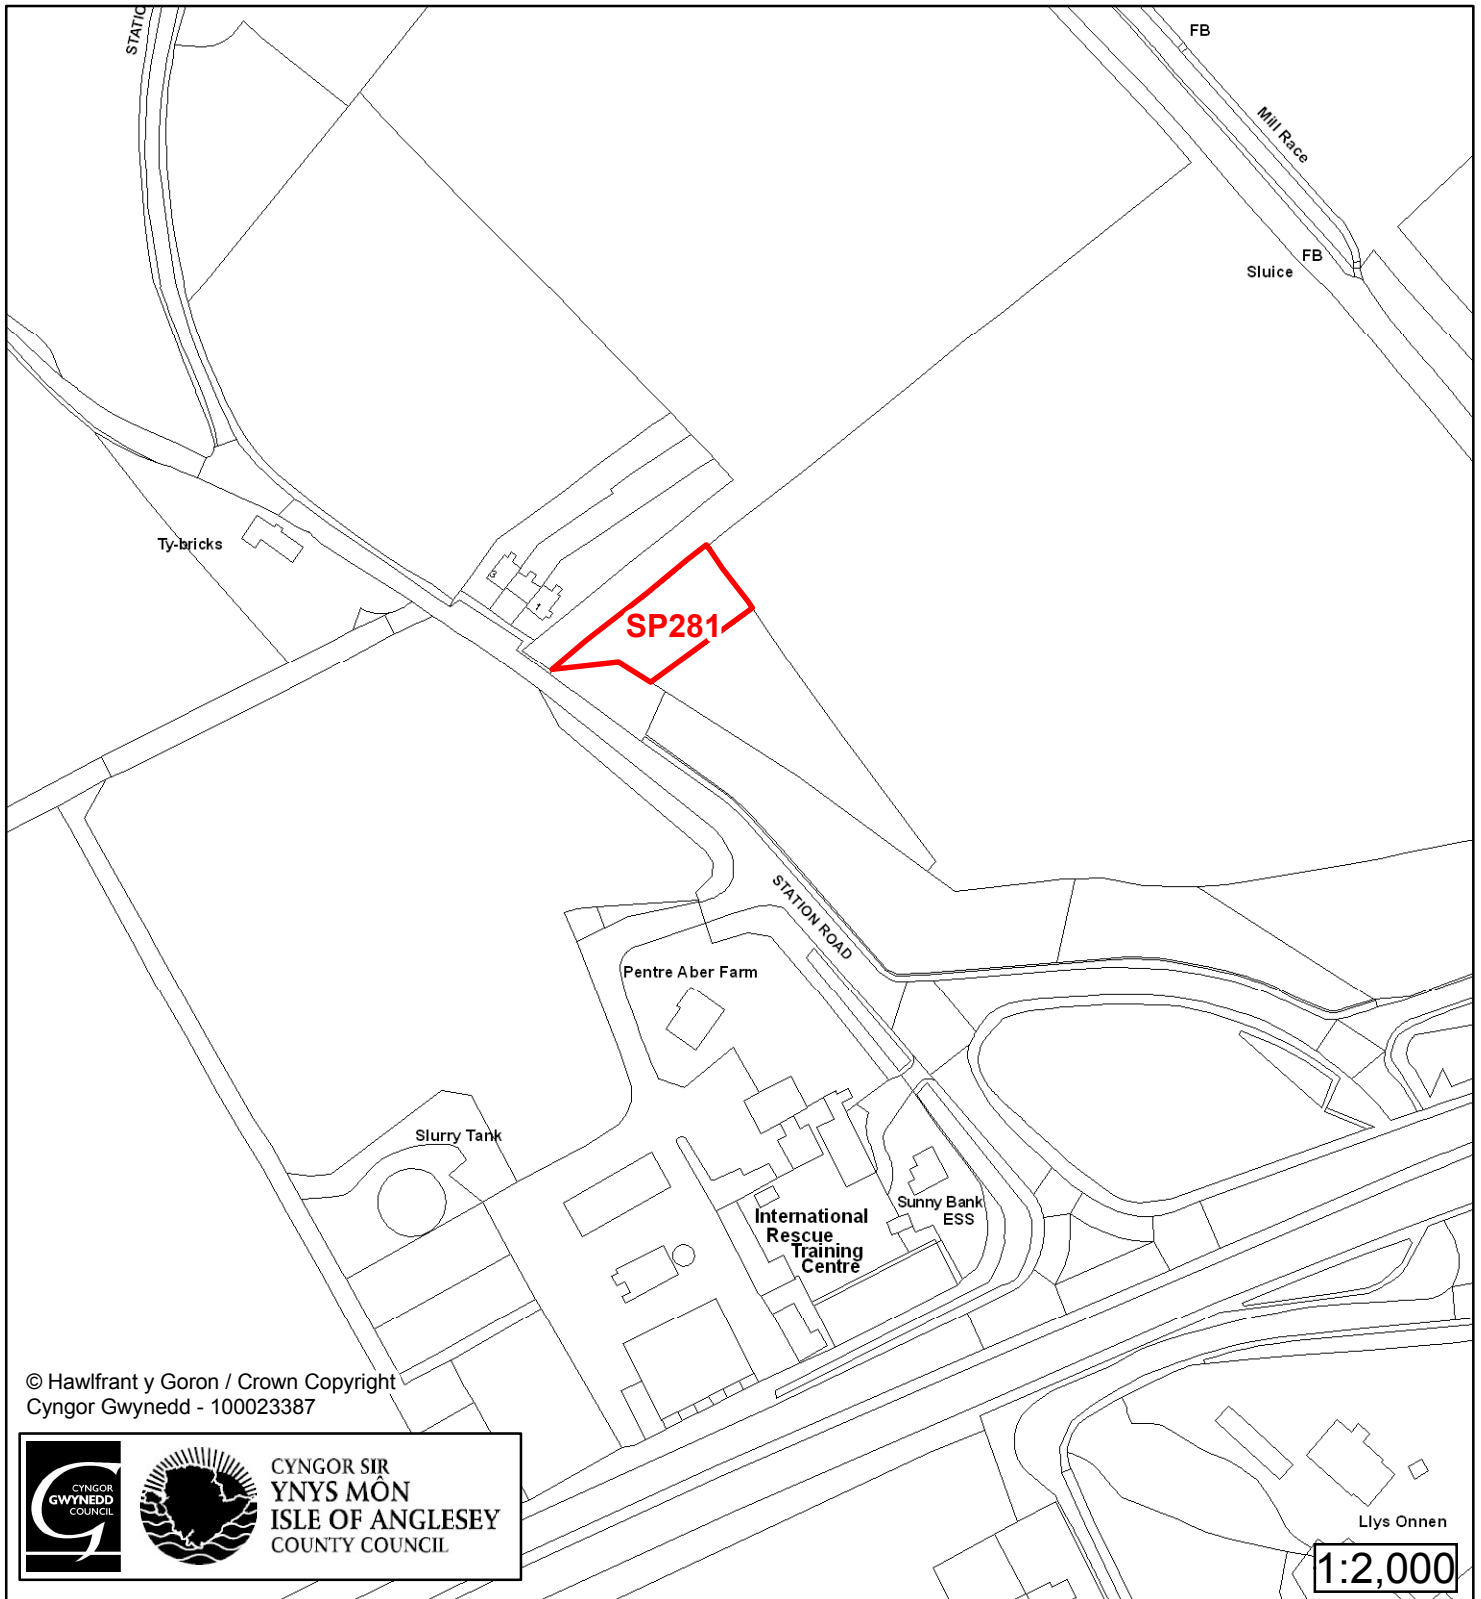 STATIO
FB
Mill Race
FB
Sluice
Ty-bricks
3
1
SP281
STATION ROAD
Pentre Aber Farm
Slurry Tank
Sunny Bank
ESS
International
Rescue
Training
Centre
© Hawlfrant y Goron / Crown Copyright
Cyngor Gwynedd - 100023387
CYNGOR
GWYNEDD
COUNCIL
CYNGOR SIR
YNYS MÔN
ISLE OF ANGLESEY
COUNTY COUNCIL
Llys Onnen
1:2,000